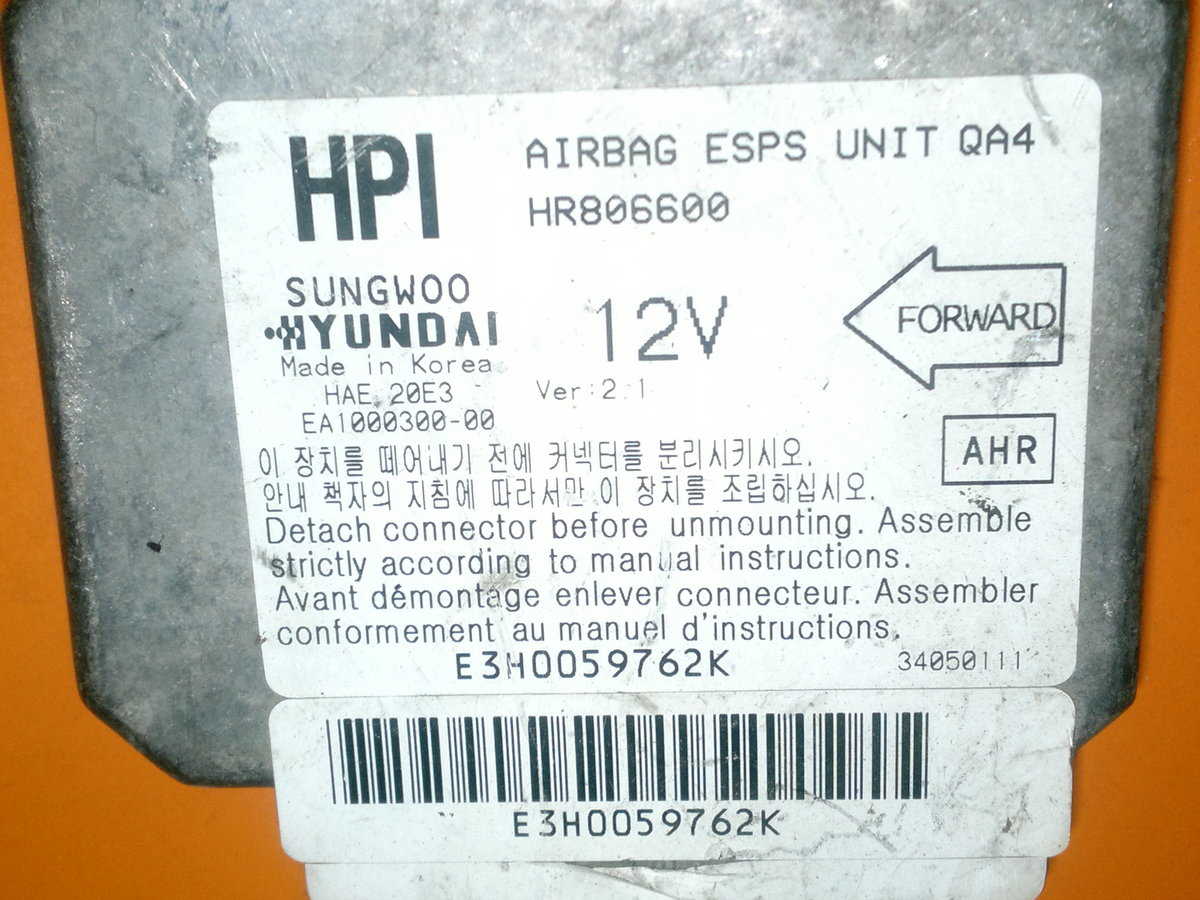 HPI
AIRBAG ESPS UNIT QA4
HR806600
SUNGWOO
HYUNDAI
12V
FORWARD
Made in Korea
HAE 20E3
Ver:2.1
EA1000300-00
AHR
이 장치를 떼어내기 전에 커넥터를 분리시키시오.
안내 책자의 지침에 따라서만 이 장치를 조립하십시오.
Detach connector before unmounting. Assemble
strictly according to manual instructions.
Avant démontage enlever connecteur. Assembler
conformement au manuel d'instructions.
E3H0059762K
34050111
E3H0059762K